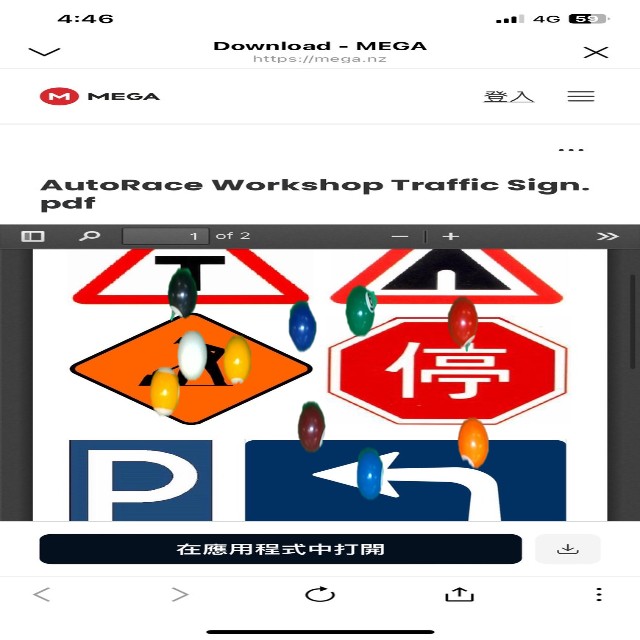 4:46
4G 59
Download - MEGA
https://mega.nz
M MEGA
登入
AutoRace Workshop Traffic Sign.
pdf
1 of 2
停
P
在應用程式中打開